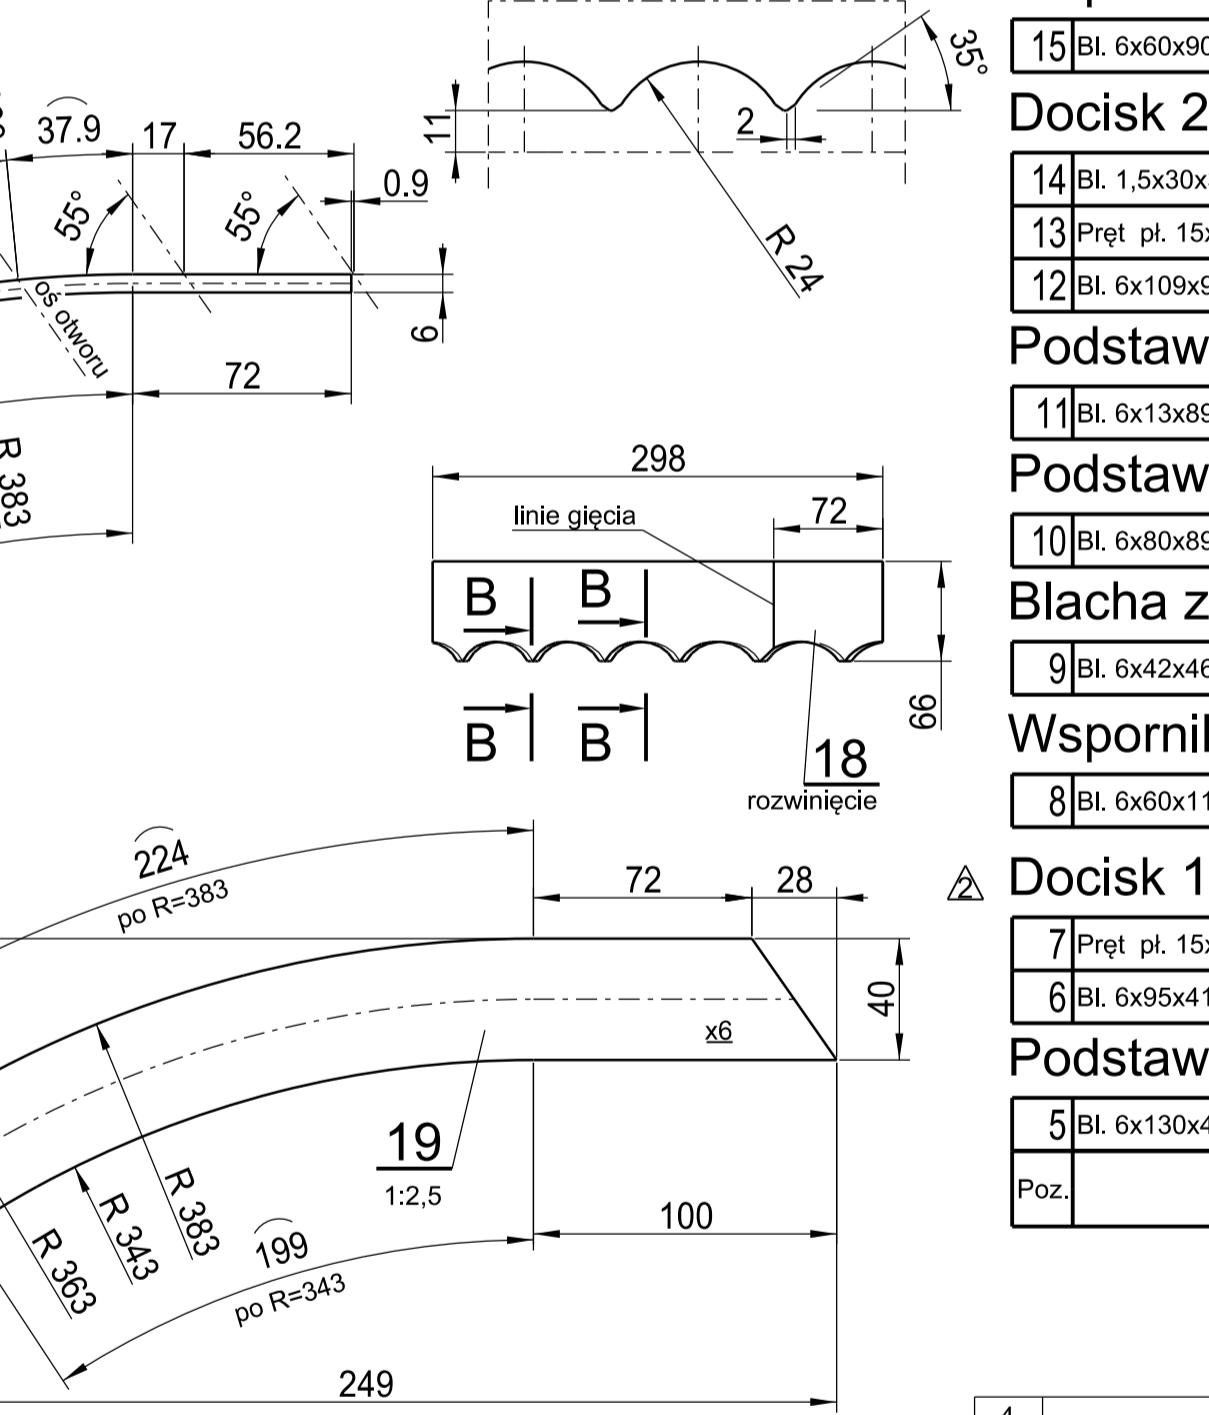 35°
11
2
R 24
37.9
17
56.2
0.9
55°
55°
oś otworu
6
72
R 383
298
linie gięcia
72
B B
B B
66
18
rozwinięcie
224
po R=383
72
28
40
x6
19
1:2,5
R 383
R 343
R 363
199
po R=343
100
249
15 Bl. 6x60x90
Docisk 2
14 Bl. 1,5x30x
13 Pręt pł. 15x
12 Bl. 6x109x9
Podstaw
11 Bl. 6x13x89
Podstaw
10 Bl. 6x80x89
Blacha z
9 Bl. 6x42x46
Wspornik
8 Bl. 6x60x11
2 Docisk 1
7 Pręt pł. 15x
6 Bl. 6x95x41
Podstaw
5 Bl. 6x130x4
Poz.